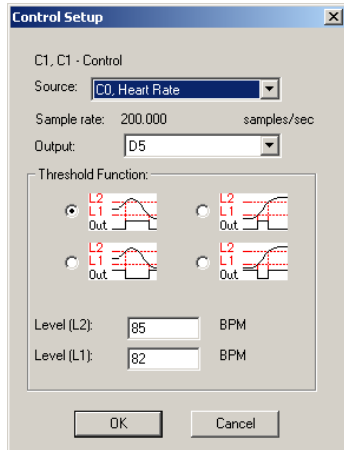 Control Setup
C1, C1 - Control
Source: C0, Heart Rate
Sample rate: 200.000 samples/sec
Output: D5
Threshold Function:
L2 L2
L1 L1
Out Out
L2 L2
L1 L1
Out Out
Level (L2): 85 BPM
Level (L1): 82 BPM
OK Cancel